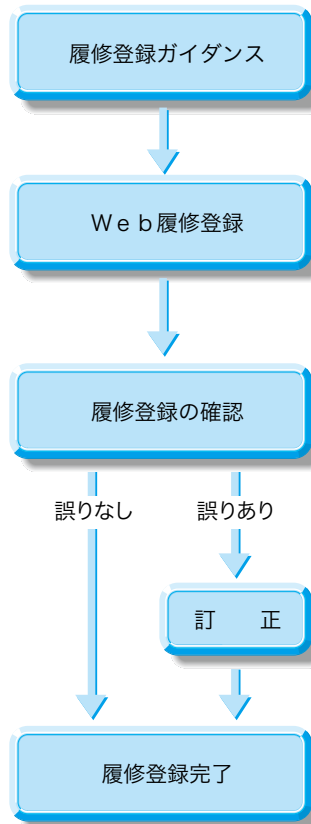 履修登録ガイダンス
Ｗｅｂ履修登録
履修登録の確認
誤りなし
誤りあり
訂　　正
履修登録完了